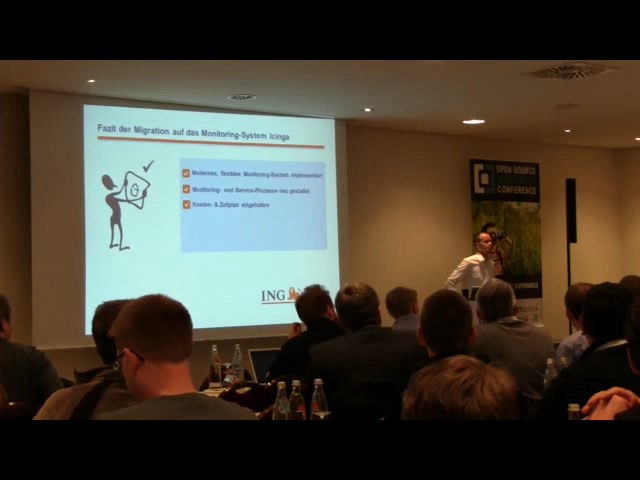 Fazit der Migration auf das Monitoring-System Icinga
Modernes, flexibles Monitoring-System implementiert
Monitoring- und Service-Prozesse neu gestaltet
Kosten- & Zeitplan eingehalten
ING
OPEN SOURCE
CONFERENCE